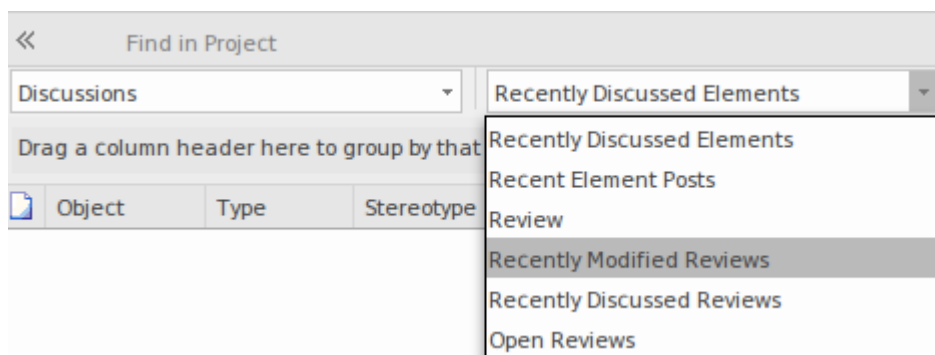 Find in Project
Discussions
Recently Discussed Elements
Drag a column header here to group by that
Recently Discussed Elements
Recent Element Posts
Object
Type
Stereotype
Review
Recently Modified Reviews
Recently Discussed Reviews
Open Reviews